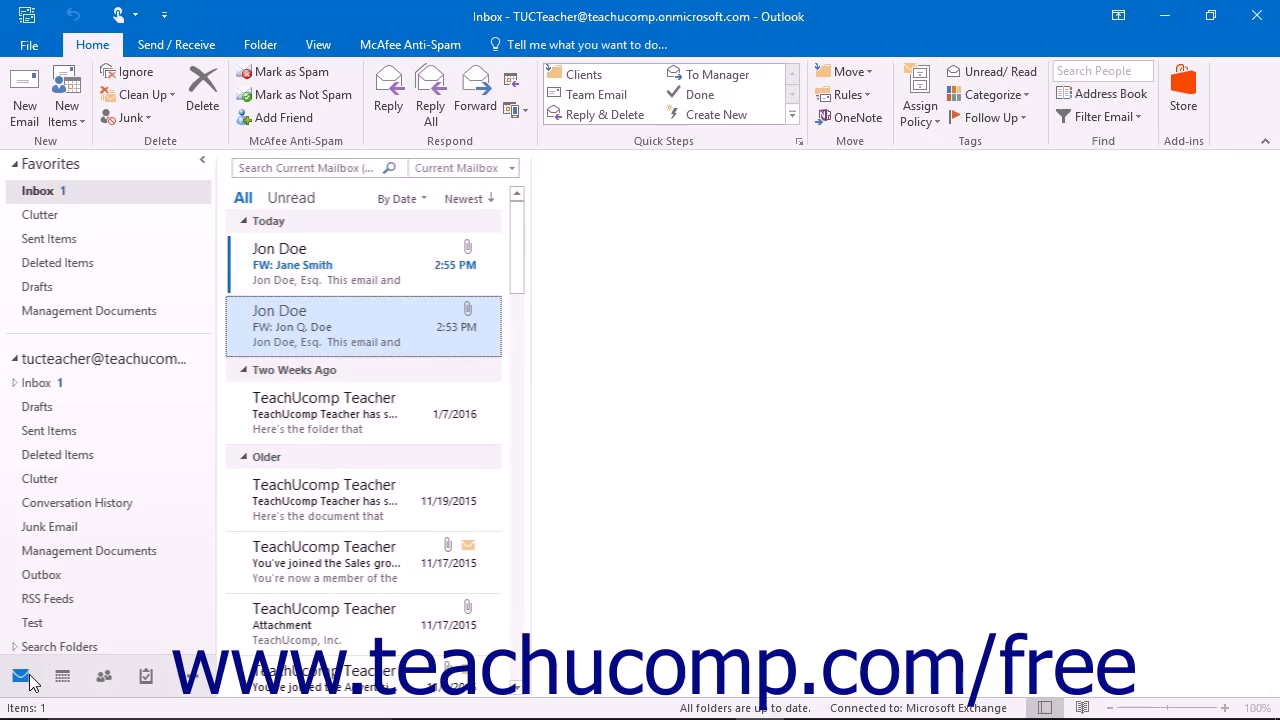 Inbox - TUCTeacher@teachucomp.onmicrosoft.com - Outlook
File Home Send / Receive Folder View McAfee Anti-Spam Tell me what you want to do...
New Email
New Items
New
Ignore
Clean Up
Junk
Delete
Delete
Mark as Spam
Mark as Not Spam
Add Friend
McAfee Anti-Spam
Reply
Reply All
Forward
Respond
Clients
Team Email
Reply & Delete
To Manager
Done
Create New
Quick Steps
Move
Rules
OneNote
Move
Assign Policy
Unread/ Read
Categorize
Follow Up
Tags
Search People
Address Book
Filter Email
Find
Store
Add-ins
Favorites
Inbox 1
Clutter
Sent Items
Deleted Items
Drafts
Management Documents
tucteacher@teachucom...
Inbox 1
Drafts
Sent Items
Deleted Items
Clutter
Conversation History
Junk Email
Management Documents
Outbox
RSS Feeds
Test
Search Folders
Search Current Mailbox (... Current Mailbox
All Unread By Date Newest
Today
Jon Doe
FW: Jane Smith 2:55 PM
Jon Doe, Esq. This email and
Jon Doe
FW: Jon Q. Doe 2:53 PM
Jon Doe, Esq. This email and
Two Weeks Ago
TeachUcomp Teacher
TeachUcomp Teacher has s... 1/7/2016
Here's the folder that
Older
TeachUcomp Teacher
TeachUcomp Teacher has s... 11/19/2015
Here's the document that
TeachUcomp Teacher
You've joined the Sales gro... 11/17/2015
You're now a member of the
TeachUcomp Teacher
Attachment 11/17/2015
TeachUcomp, Inc.
www.teachucomp.com/free
Items: 1 All folders are up to date. Connected to: Microsoft Exchange 100%